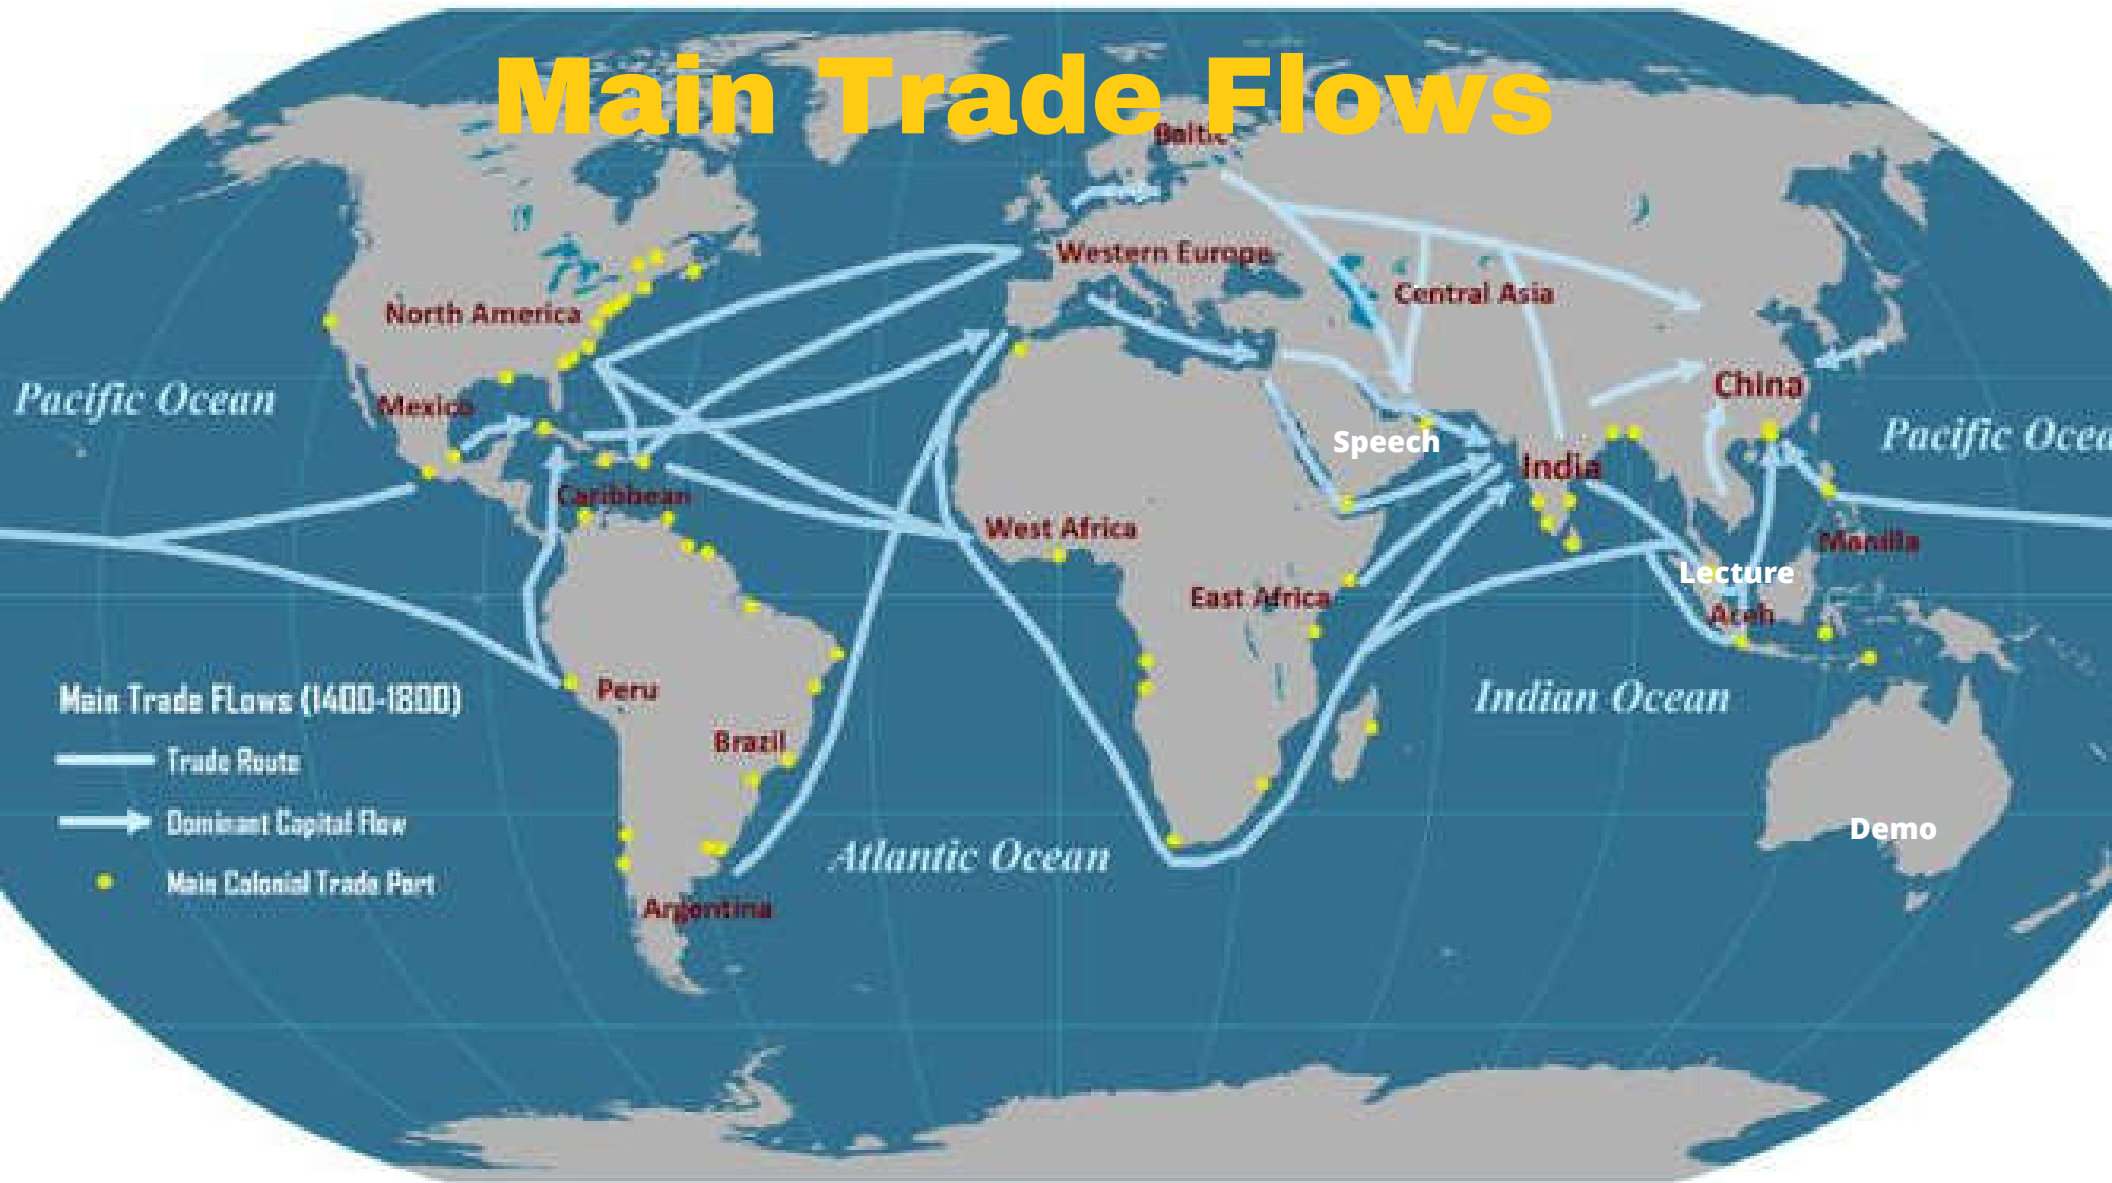 Main Trade Flows
Baltic
Western Europe
Central Asia
North America
China
Pacific Ocean
Mexico
Pacific Ocea
Speech
India
Caribbean
West Africa
Manilla
Lecture
East Africa
Aceh
Peru
Indian Ocean
Main Trade FLows (1400-1800)
Brazil
Trade Route
Dominant Capital Flow
Demo
Atlantic Ocean
Main Colonial Trade Port
Argentina